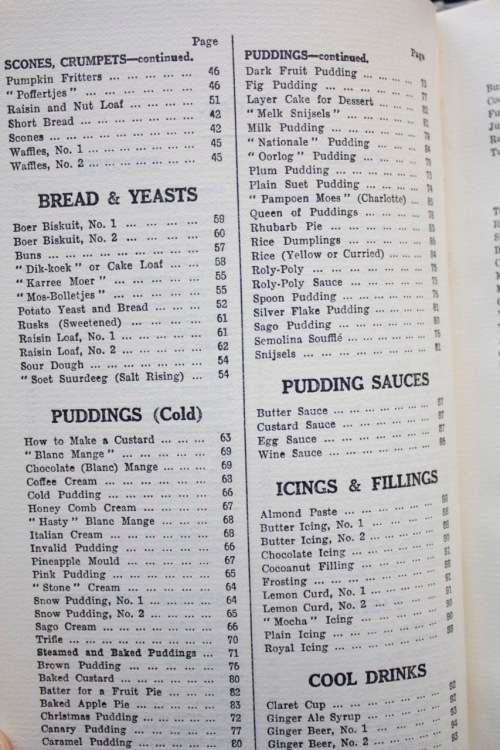 Page
SCONES, CRUMPETS—continued.
Pumpkin Fritters ... ... ... ... ... 46
" Poffertjes " ... ... ... ... ... 46
Raisin and Nut Loaf ... ... ... ... 51
Short Bread ... ... ... ... ... ... 42
Scones ... ... ... ... ... ... ... 42
Waffles, No. 1 ... ... ... ... ... 45
Waffles, No. 2 ... ... ... ... ... 45
BREAD & YEASTS
Boer Biskuit, No. 1 ... ... ... ... 59
Boer Biskuit, No. 2 ... ... ... ... 60
Buns ... ... ... ... ... ... ... 57
" Dik-koek " or Cake Loaf ... ... 58
" Karree Moer " ... ... ... ... ... 55
" Mos-Bolletjes " ... ... ... ... ... 55
Potato Yeast and Bread ... ... ... 52
Rusks (Sweetened) ... ... ... ... 61
Raisin Loaf, No. 1 ... ... ... ... 61
Raisin Loaf, No. 2 ... ... ... ... 62
Sour Dough ... ... ... ... ... ... 54
" Soet Suurdeeg (Salt Rising) ... ... 54
PUDDINGS (Cold)
How to Make a Custard ... ... ... 63
" Blanc Mange " ... ... ... ... ... 69
Chocolate (Blanc) Mange ... ... ... 69
Coffee Cream ... ... ... ... ... 63
Cold Pudding ... ... ... ... ... 66
Honey Comb Cream ... ... ... ... 67
" Hasty " Blanc Mange ... ... ... 68
Italian Cream ... ... ... ... ... 68
Invalid Pudding ... ... ... ... ... 66
Pineapple Mould ... ... ... ... ... 67
Pink Pudding ... ... ... ... ... 65
" Stone " Cream ... ... ... ... ... 64
Snow Pudding, No. 1 ... ... ... ... 64
Snow Pudding, No. 2 ... ... ... ... 65
Sago Cream ... ... ... ... ... ... 66
Trifle ... ... ... ... ... ... ... 70
Steamed and Baked Puddings ... 71
Brown Pudding ... ... ... ... ... 76
Baked Custard ... ... ... ... ... 80
Batter for a Fruit Pie ... ... ... 82
Baked Apple Pie ... ... ... ... ... 83
Christmas Pudding ... ... ... ... 72
Canary Pudding ... ... ... ... ... 77
Caramel Pudding ... ... ... ... ... 80
Page
PUDDINGS—continued.
Dark Fruit Pudding ... ... ... ...
Fig Pudding ... ... ... ... ...
Layer Cake for Dessert ... ... ...
" Melk Snijsels " ... ... ... ...
Milk Pudding ... ... ... ... ...
" Nationale " Pudding ... ... ...
" Oorlog " Pudding ... ... ... ...
Plum Pudding ... ... ... ... ...
Plain Suet Pudding ... ... ... ...
" Pampoen Moes " (Charlotte) ...
Queen of Puddings ... ... ... ...
Rhubarb Pie ... ... ... ... ...
Rice Dumplings ... ... ... ...
Rice (Yellow or Curried) ... ...
Roly-Poly ... ... ... ... ... ...
Roly-Poly Sauce ... ... ... ...
Spoon Pudding ... ... ... ... ...
Silver Flake Pudding ... ... ...
Sago Pudding ... ... ... ... ...
Semolina Soufflé ... ... ... ...
Snijsels ... ... ... ... ... ...
PUDDING SAUCES
Butter Sauce ... ... ... ... ... 87
Custard Sauce ... ... ... ... ... 87
Egg Sauce ... ... ... ... ... ... 87
Wine Sauce ... ... ... ... ...
ICINGS & FILLINGS
Almond Paste ... ... ... ... ...
Butter Icing, No. 1 ... ... ... ...
Butter Icing, No. 2 ... ... ... ...
Chocolate Icing ... ... ... ... ...
Cocoanut Filling ... ... ... ... ...
Frosting ... ... ... ... ... ...
Lemon Curd, No. 1 ... ... ... ...
Lemon Curd, No. 2 ... ... ... ...
" Mocha " Icing ... ... ... ... ...
Plain Icing ... ... ... ... ... ...
Royal Icing ... ... ... ... ... ...
COOL DRINKS
Claret Cup ... ... ... ... ... ... 92
Ginger Ale Syrup ... ... ... ... 92
Ginger Beer, No. 1 ... ... ... ...
Ginger Beer, No. 2 ... ... ... ...